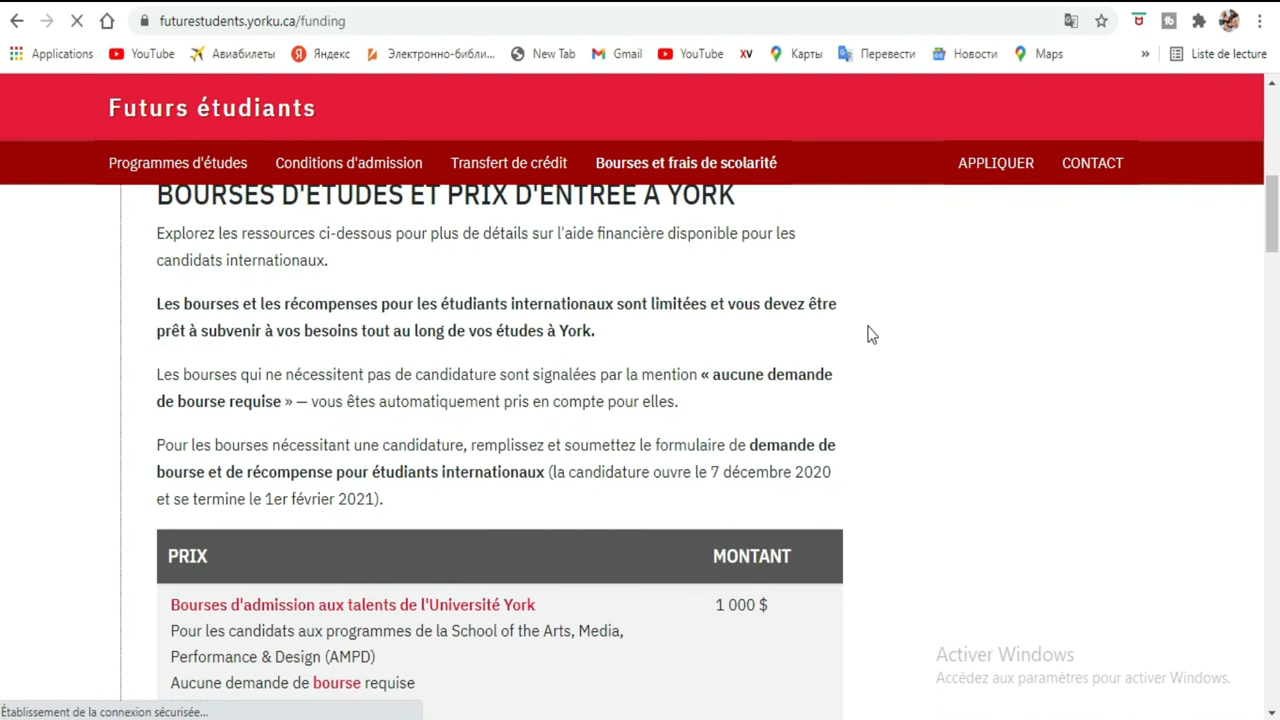 futurestudents.yorku.ca/funding
Applications YouTube Авиабилеты Яндекс Электронно-библи... New Tab Gmail YouTube XV Карты Перевести Новости Maps » Liste de lecture
Futurs étudiants
Programmes d'études Conditions d'admission Transfert de crédit Bourses et frais de scolarité APPLIQUER CONTACT
BOURSES D'ÉTUDES ET PRIX D'ENTRÉE À YORK
Explorez les ressources ci-dessous pour plus de détails sur l'aide financière disponible pour les
candidats internationaux.
Les bourses et les récompenses pour les étudiants internationaux sont limitées et vous devez être
prêt à subvenir à vos besoins tout au long de vos études à York.
Les bourses qui ne nécessitent pas de candidature sont signalées par la mention « aucune demande
de bourse requise » — vous êtes automatiquement pris en compte pour elles.
Pour les bourses nécessitant une candidature, remplissez et soumettez le formulaire de demande de
bourse et de récompense pour étudiants internationaux (la candidature ouvre le 7 décembre 2020
et se termine le 1er février 2021).
PRIX MONTANT
Bourses d'admission aux talents de l'Université York 1 000 $
Pour les candidats aux programmes de la School of the Arts, Media,
Performance & Design (AMPD)
Aucune demande de bourse requise
Activer Windows
Accédez aux paramètres pour activer Windows.
Établissement de la connexion sécurisée...